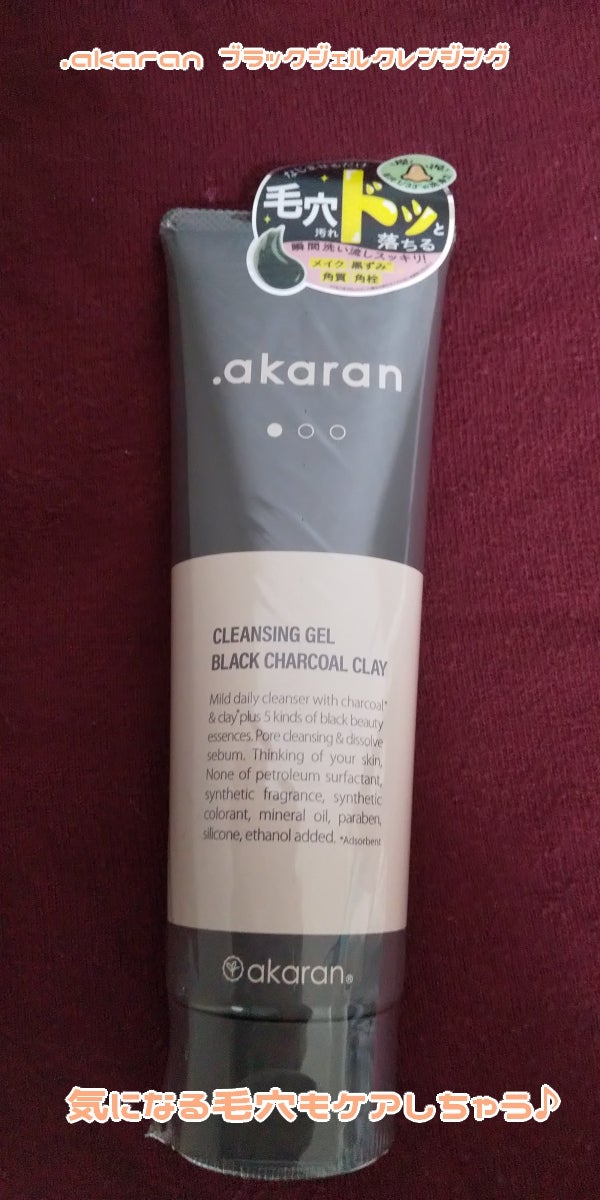 .akaran ブラックジェルクレンジング
毛穴ドッと
汚れ
落ちる
瞬間洗い流しスッキリ!
メイク 黒ずみ
角質 角栓
.akaran
CLEANSING GEL
BLACK CHARCOAL CLAY
Mild daily cleanser with charcoal*
& clay*plus 5 kinds of black beauty
essences. Pore cleansing & dissolve
sebum. Thinking of your skin,
None of petroleum surfactant,
synthetic fragrance, synthetic
colorant, mineral oil, paraben,
silicone, ethanol added. *Adsorbent
akaran®
気になる毛穴もケアしちゃう♪